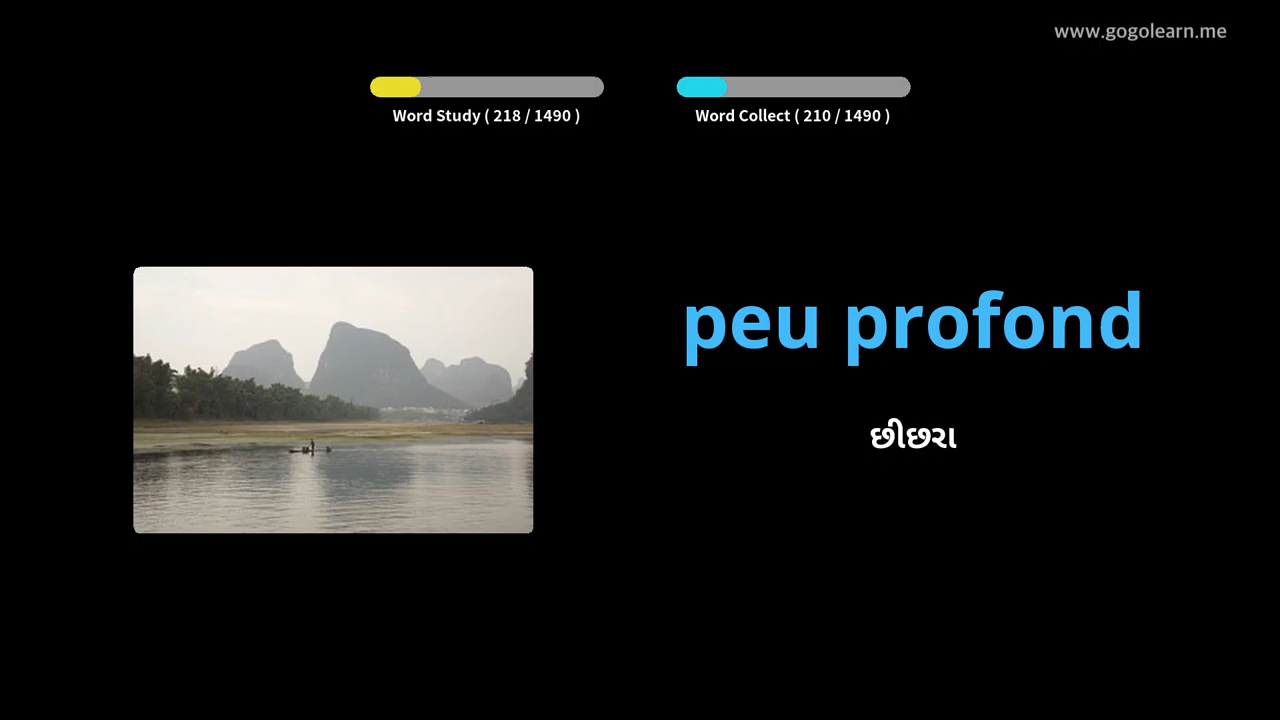 www.gogolearn.me
Word Study ( 218 / 1490 )
Word Collect ( 210 / 1490 )
peu profond
છીછરા